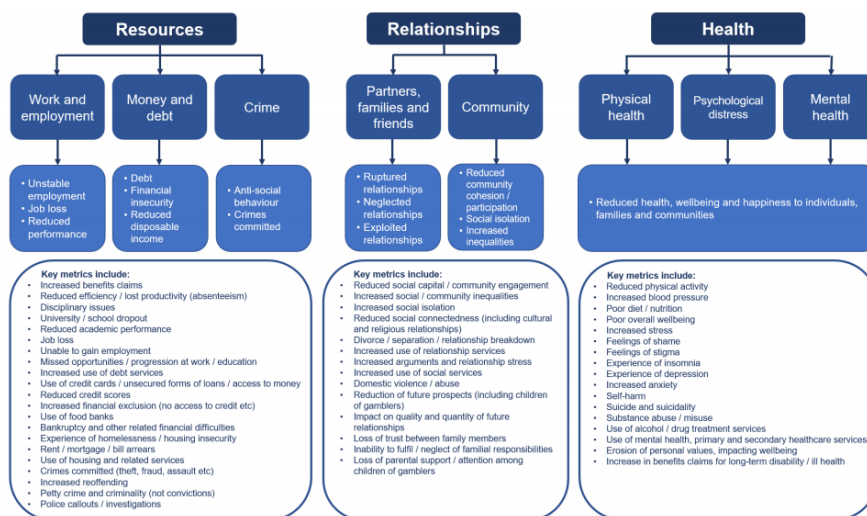 Resources
Relationships
Health
Work and
employment
Money and
debt
Crime
Partners,
families and
friends
Community
Physical
health
Psychological
distress
Mental
health
• Unstable
employment
• Job loss
• Reduced
performance
• Debt
• Financial
insecurity
• Reduced
disposable
income
• Anti-social
behaviour
• Crimes
committed
• Ruptured
relationships
• Neglected
relationships
• Exploited
relationships
• Reduced
community
cohesion /
participation
• Social isolation
• Increased
inequalities
• Reduced health, wellbeing and happiness to individuals,
families and communities
Key metrics include:
• Increased benefits claims
• Reduced efficiency / lost productivity (absenteeism)
• Disciplinary issues
• University / school dropout
• Reduced academic performance
• Job loss
• Unable to gain employment
• Missed opportunities / progression at work / education
• Increased use of debt services
• Use of credit cards / unsecured forms of loans / access to money
• Reduced credit scores
• Increased financial exclusion (no access to credit etc)
• Use of food banks
• Bankruptcy and other related financial difficulties
• Experience of homelessness / housing insecurity
• Rent / mortgage / bill arrears
• Use of housing and related services
• Crimes committed (theft, fraud, assault etc)
• Increased reoffending
• Petty crime and criminality (not convictions)
• Police callouts / investigations
Key metrics include:
• Reduced social capital / community engagement
• Increased social / community inequalities
• Increased social isolation
• Reduced social connectedness (including cultural
and religious relationships)
• Divorce / separation / relationship breakdown
• Increased use of relationship services
• Increased arguments and relationship stress
• Increased use of social services
• Domestic violence / abuse
• Reduction of future prospects (including children
of gamblers)
• Impact on quality and quantity of future
relationships
• Loss of trust between family members
• Inability to fulfil / neglect of familial responsibilities
• Loss of parental support / attention among
children of gamblers
Key metrics include:
• Reduced physical activity
• Increased blood pressure
• Poor diet / nutrition
• Poor overall wellbeing
• Increased stress
• Feelings of shame
• Feelings of stigma
• Experience of insomnia
• Experience of depression
• Increased anxiety
• Self-harm
• Suicide and suicidality
• Substance abuse / misuse
• Use of alcohol / drug treatment services
• Use of mental health, primary and secondary healthcare services
• Erosion of personal values, impacting wellbeing
• Increase in benefits claims for long-term disability / ill health